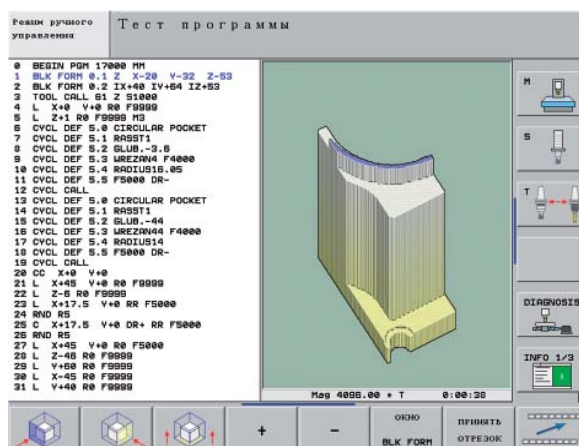 Режим ручного
управления
Тест программы
0 BEGIN PGM 17000 MM
1 BLK FORM 0.1 Z X-20 Y-32 Z-53
2 BLK FORM 0.2 IX+40 IY+64 IZ+53
3 TOOL CALL 61 Z S1000
4 L X+0 Y+0 R0 F9999
5 L Z+1 R0 F9999 M3
6 CYCL DEF 5.0 CIRCULAR POCKET
7 CYCL DEF 5.1 RASST1
8 CYCL DEF 5.2 GLUB.-3.6
9 CYCL DEF 5.3 WREZAN4 F4000
10 CYCL DEF 5.4 RADIUS16.05
11 CYCL DEF 5.5 F5000 DR-
12 CYCL CALL
13 CYCL DEF 5.0 CIRCULAR POCKET
14 CYCL DEF 5.1 RASST1
15 CYCL DEF 5.2 GLUB.-44
16 CYCL DEF 5.3 WREZAN44 F4000
17 CYCL DEF 5.4 RADIUS14
18 CYCL DEF 5.5 F5000 DR-
19 CYCL CALL
20 CC X+0 Y+0
21 L X+45 Y+0 R0 F9999
22 L Z-6 R0 F9999
23 L X+17.5 Y+0 RR F5000
24 RND R5
25 C X+17.5 Y+0 DR+ RR F5000
26 RND R5
27 L X+45 Y+0 R0 F5000
28 L Z-46 R0 F9999
29 L Y+60 R0 F9999
30 L X-45 R0 F9999
31 L Y+40 R0 F9999
Mag 4096.00 * T 0:00:38
M
S
T
DIAGNOSIS
INFO 1/3
+
-
ОКНО
BLK FORM
ПРИНЯТЬ
ОТРЕЗОК